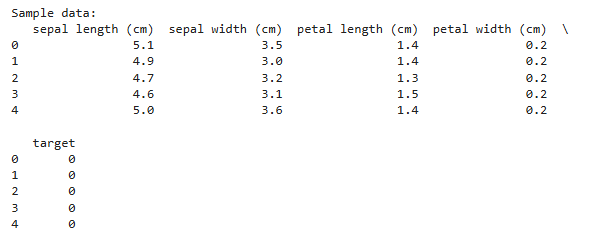 Sample data:
   sepal length (cm)  sepal width (cm)  petal length (cm)  petal width (cm)  \
0                5.1               3.5                1.4               0.2
1                4.9               3.0                1.4               0.2
2                4.7               3.2                1.3               0.2
3                4.6               3.1                1.5               0.2
4                5.0               3.6                1.4               0.2

   target
0       0
1       0
2       0
3       0
4       0